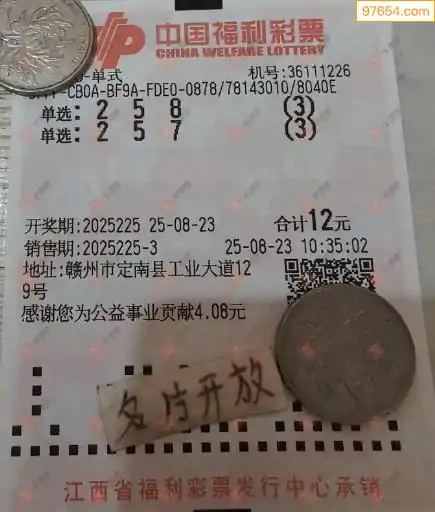 97654.com
中国福利彩票
CHINA WELFARE LOTTERY
-单式 机号:36111226
-CB0A-BF9A-FDE0-0878/78143010/8040E
单选: 2 5 8 (3)
单选: 2 5 7 (3)
开奖期:2025225 25-08-23 合计12元
销售期:2025225-3 25-08-23 10:35:02
地址:赣州市定南县工业大道12
9号
感谢您为公益事业贡献4.08元
名片开放
江西省福利彩票发行中心承销